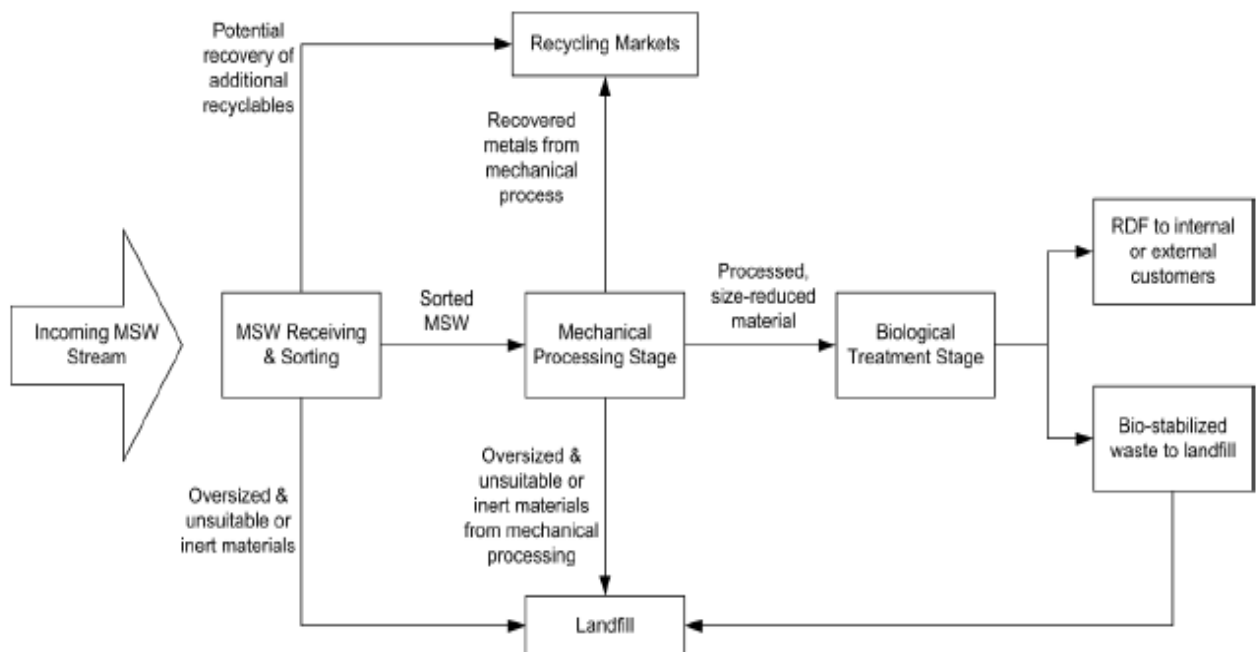 Potential
recovery of
additional
recyclables
Recycling Markets
Recovered
metals from
mechanical
process
Incoming MSW
Stream
MSW Receiving
& Sorting
Sorted
MSW
Mechanical
Processing Stage
Processed,
size-reduced
material
Biological
Treatment Stage
RDF to internal
or external
customers
Bio-stabilized
waste to landfill
Oversized &
unsuitable or
inert materials
Oversized &
unsuitable or
inert materials
from mechanical
processing
Landfill